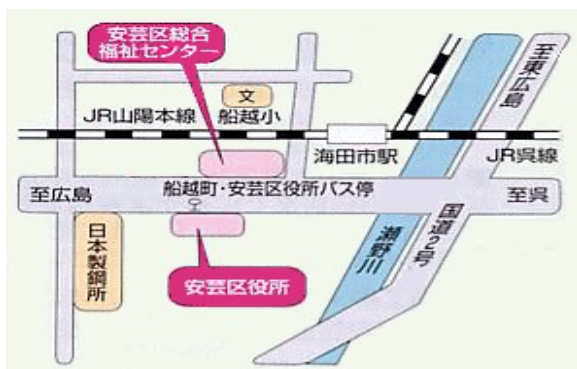 安芸区総合
福祉センター
至東広島
文
JR山陽本線
船越小
海田市駅
JR呉線
船越町・安芸区役所バス停
至広島
至呉
日本製鋼所
国道2号
瀬野川
安芸区役所